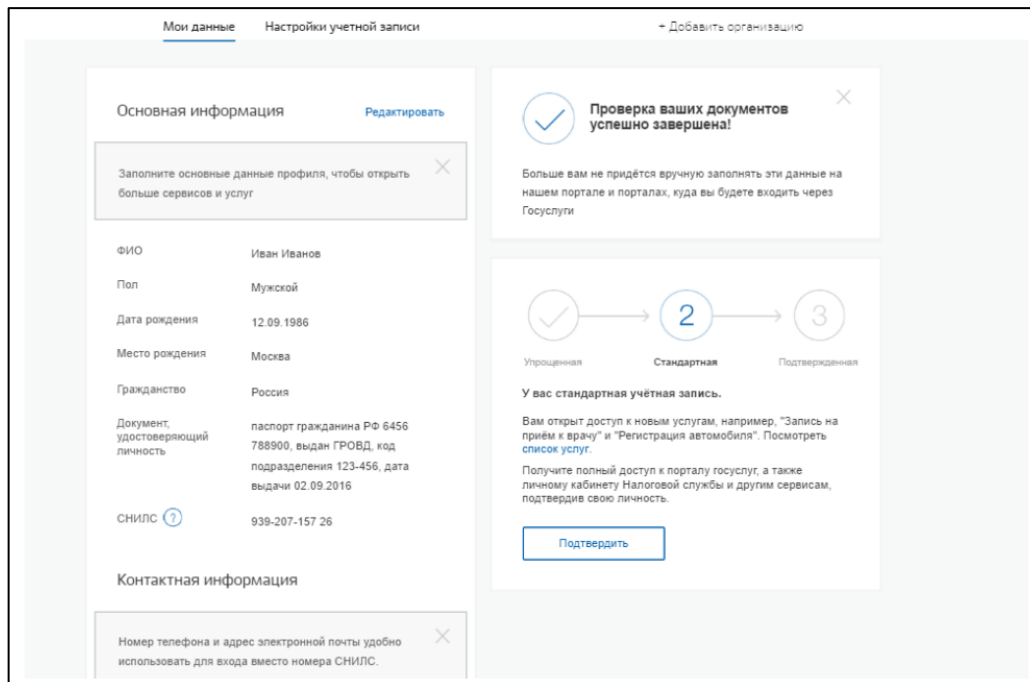 Мои данные
Настройки учетной записи
+ Добавить организацию
Основная информация
Редактировать
Заполните основные данные профиля, чтобы открыть
больше сервисов и услуг
ФИО
Иван Иванов
Пол
Мужской
Дата рождения
12.09.1986
Место рождения
Москва
Гражданство
Россия
Документ,
удостоверяющий
личность
паспорт гражданина РФ 6456
788900, выдан ГРОВД, код
подразделения 123-456, дата
выдачи 02.09.2016
СНИЛС ?
939-207-157 26
Контактная информация
Номер телефона и адрес электронной почты удобно
использовать для входа вместо номера СНИЛС.
Проверка ваших документов
успешно завершена!
Больше вам не придётся вручную заполнять эти данные на
нашем портале и порталах, куда вы будете входить через
Госуслуги
2
3
Упрощенная
Стандартная
Подтвержденная
У вас стандартная учётная запись.
Вам открыт доступ к новым услугам, например, "Запись на
приём к врачу" и "Регистрация автомобиля". Посмотреть
список услуг.
Получите полный доступ к порталу госуслуг, а также
личному кабинету Налоговой службы и другим сервисам,
подтвердив свою личность.
Подтвердить